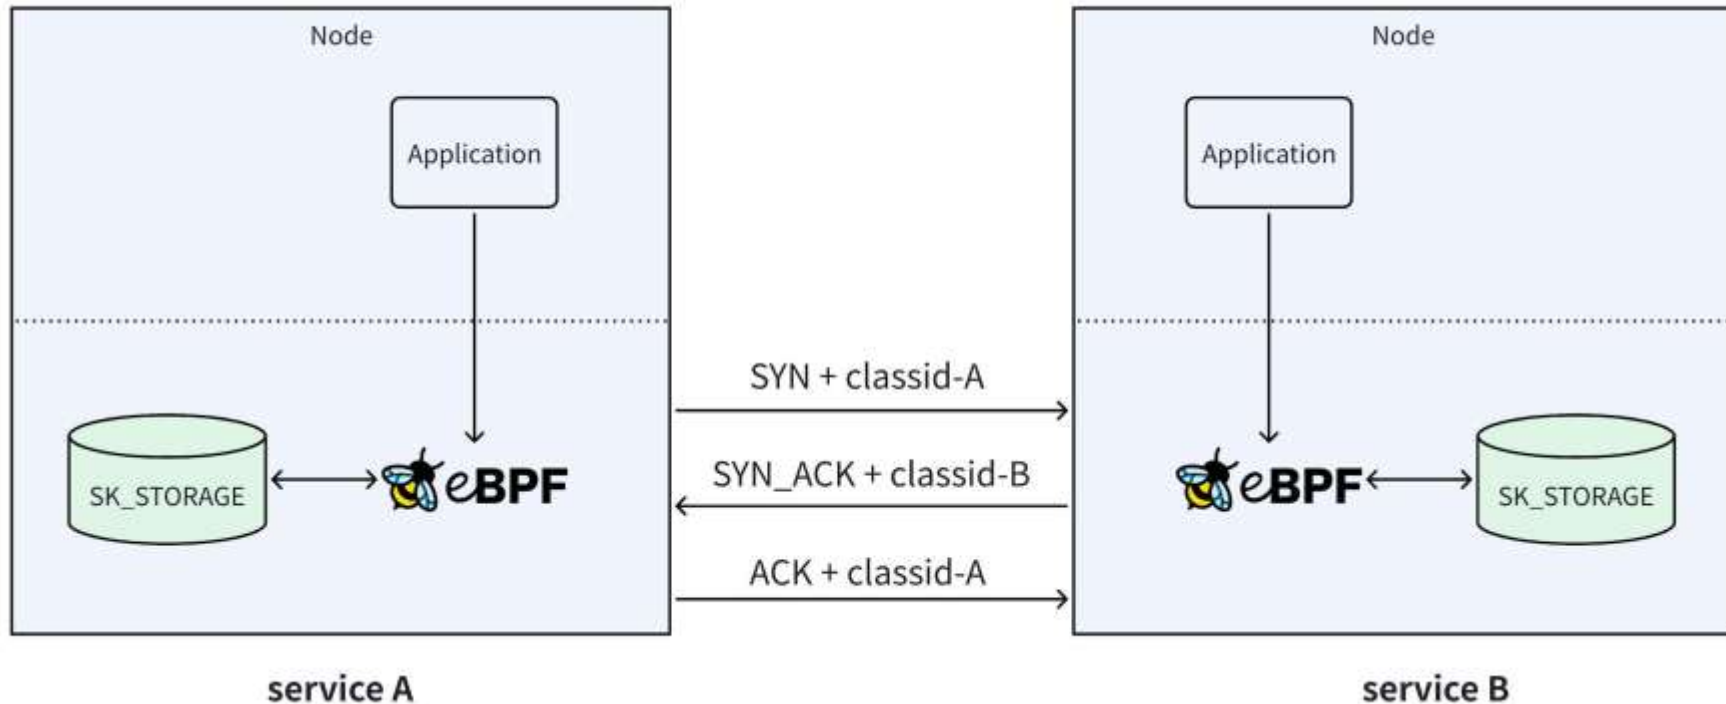 Node
Application
SK_STORAGE
eBPF
service A
SYN + classid-A
SYN_ACK + classid-B
ACK + classid-A
Node
Application
eBPF
SK_STORAGE
service B